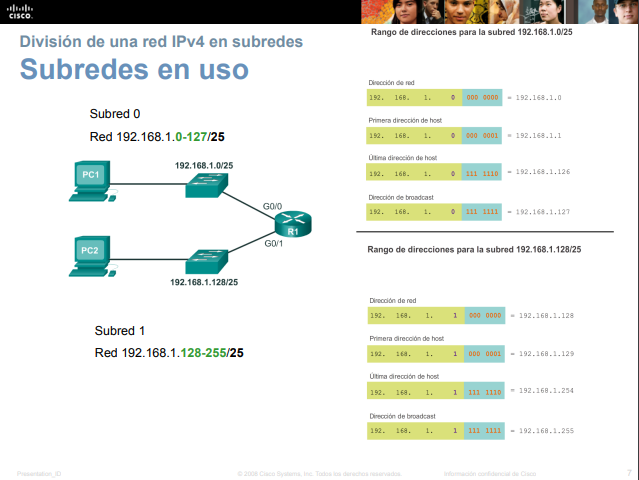 CISCO.
División de una red IPv4 en subredes
Subredes en uso
Subred 0
Red 192.168.1.0-127/25
192.168.1.0/25
PC1
G0/0
R1
G0/1
PC2
192.168.1.128/25
Subred 1
Red 192.168.1.128-255/25
Rango de direcciones para la subred 192.168.1.0/25
Dirección de red
192. 168. 1. 0 000 0000 = 192.168.1.0
Primera dirección de host
192. 168. 1. 0 000 0001 = 192.168.1.1
Última dirección de host
192. 168. 1. 0 111 1110 = 192.168.1.126
Dirección de broadcast
192. 168. 1. 0 111 1111 = 192.168.1.127
Rango de direcciones para la subred 192.168.1.128/25
Dirección de red
192. 168. 1. 1 000 0000 = 192.168.1.128
Primera dirección de host
192. 168. 1. 1 000 0001 = 192.168.1.129
Última dirección de host
192. 168. 1. 1 111 1110 = 192.168.1.254
Dirección de broadcast
192. 168. 1. 1 111 1111 = 192.168.1.255
Presentation_ID
© 2008 Cisco Systems, Inc. Todos los derechos reservados.
Información confidencial de Cisco
7